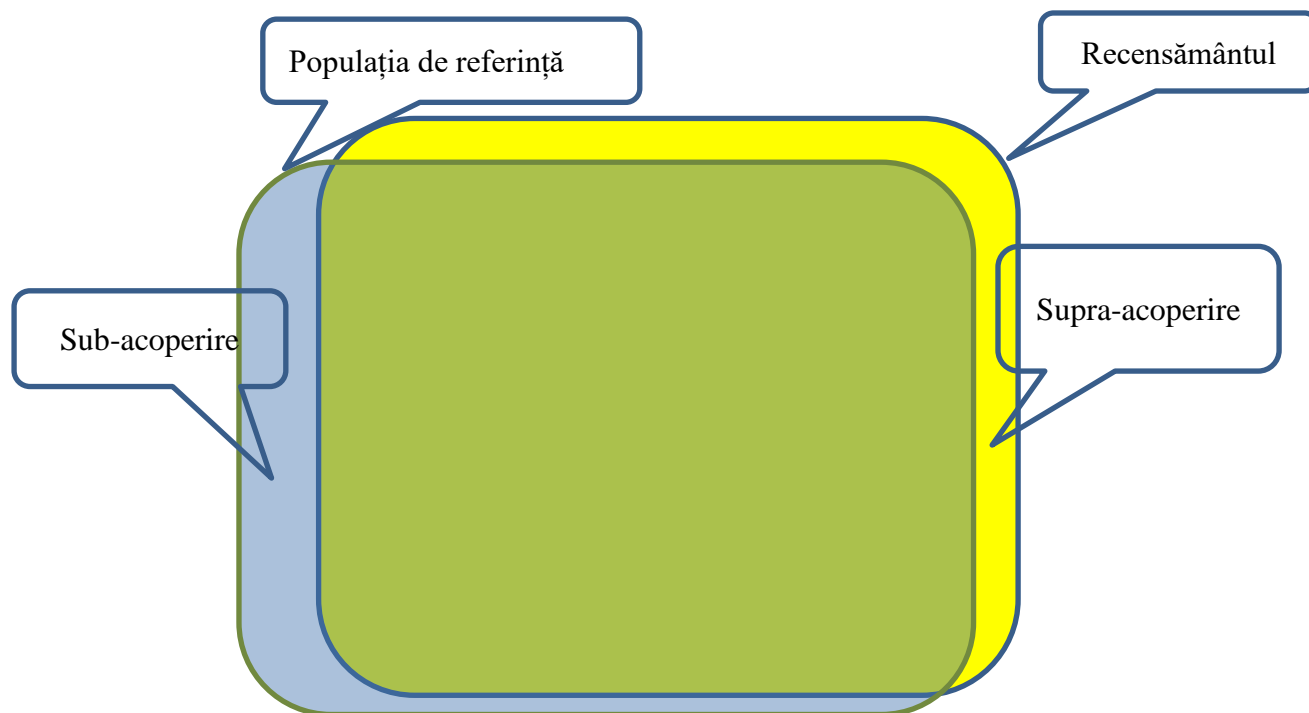 Populația de referință
Recensământul
Sub-acoperire
Supra-acoperire